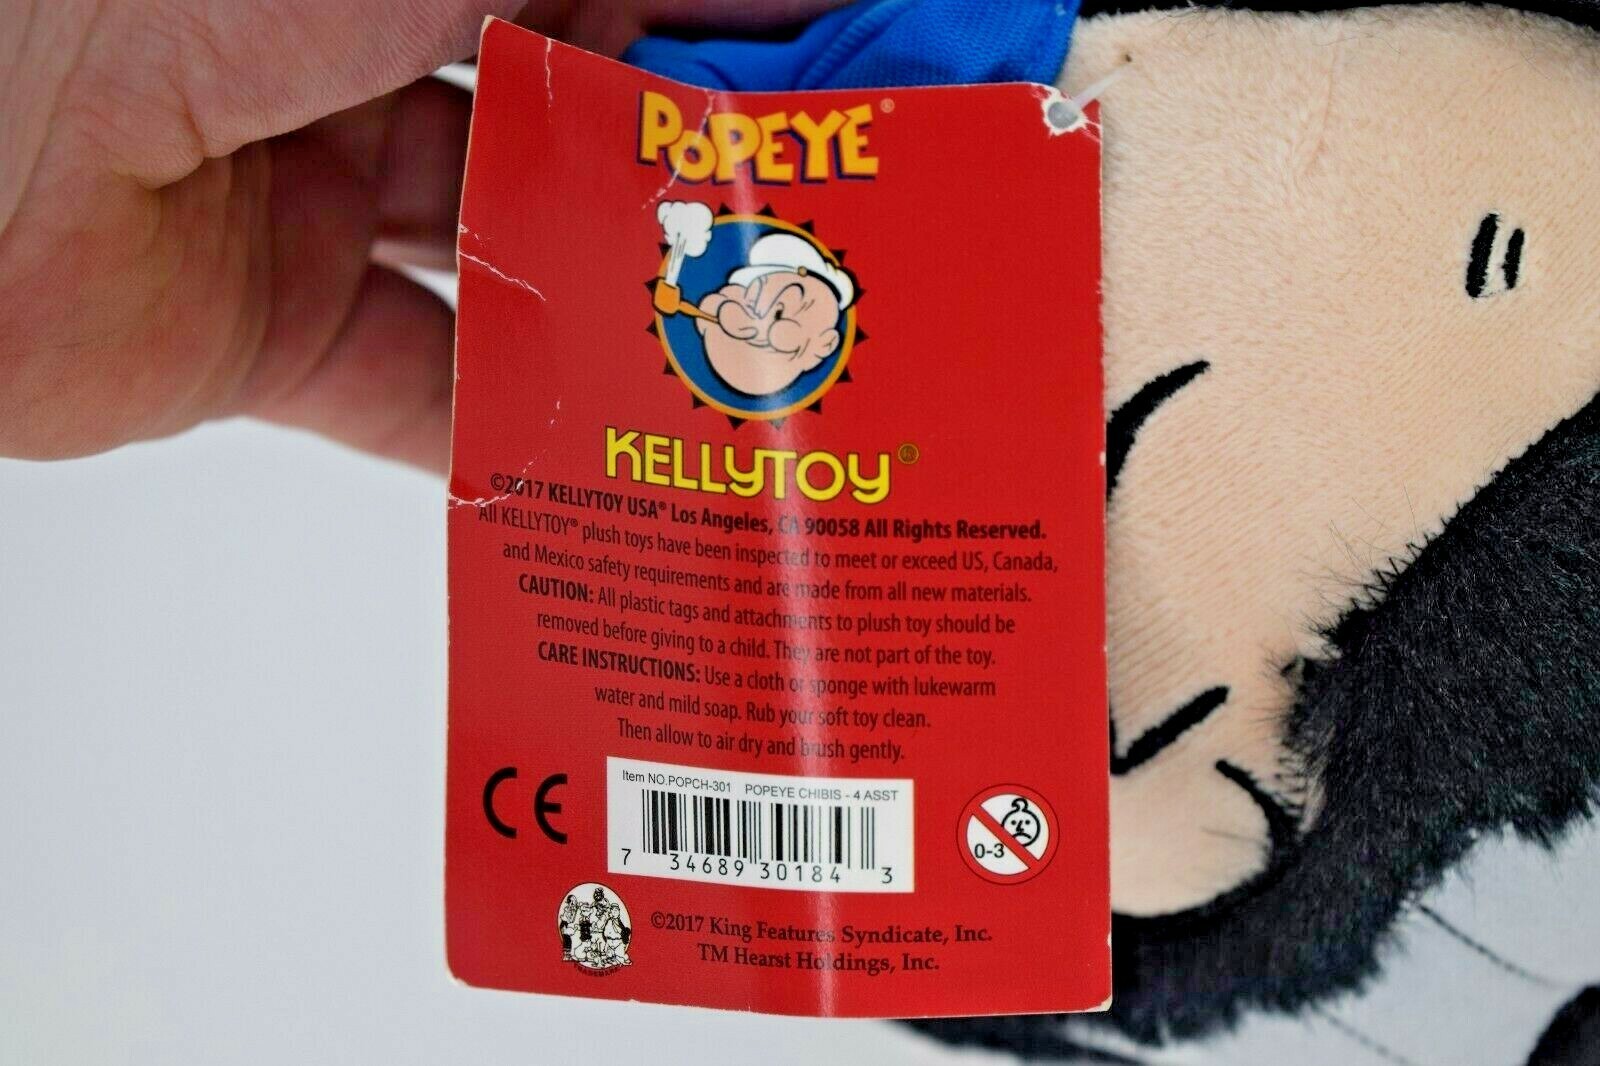 POPEYE®
KELLYTOY®
©2017 KELLYTOY USA® Los Angeles, CA 90058 All Rights Reserved.
All KELLYTOY® plush toys have been inspected to meet or exceed US, Canada,
and Mexico safety requirements and are made from all new materials.
CAUTION: All plastic tags and attachments to plush toy should be
removed before giving to a child. They are not part of the toy.
CARE INSTRUCTIONS: Use a cloth or sponge with lukewarm
water and mild soap. Rub your soft toy clean.
Then allow to air dry and brush gently.
CE
Item NO.POPCH-301 POPEYE CHIBIS - 4 ASST
7 34689 30184 3
0-3
©2017 King Features Syndicate, Inc.
TM Hearst Holdings, Inc.
TRADEMARK